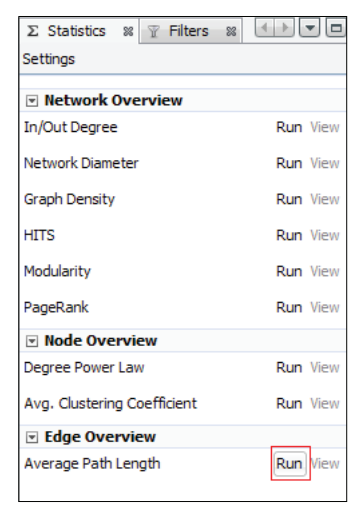 Σ Statistics Filters
Settings
Network Overview
In/Out Degree Run View
Network Diameter Run View
Graph Density Run View
HITS Run View
Modularity Run View
PageRank Run View
Node Overview
Degree Power Law Run View
Avg. Clustering Coefficient Run View
Edge Overview
Average Path Length Run View